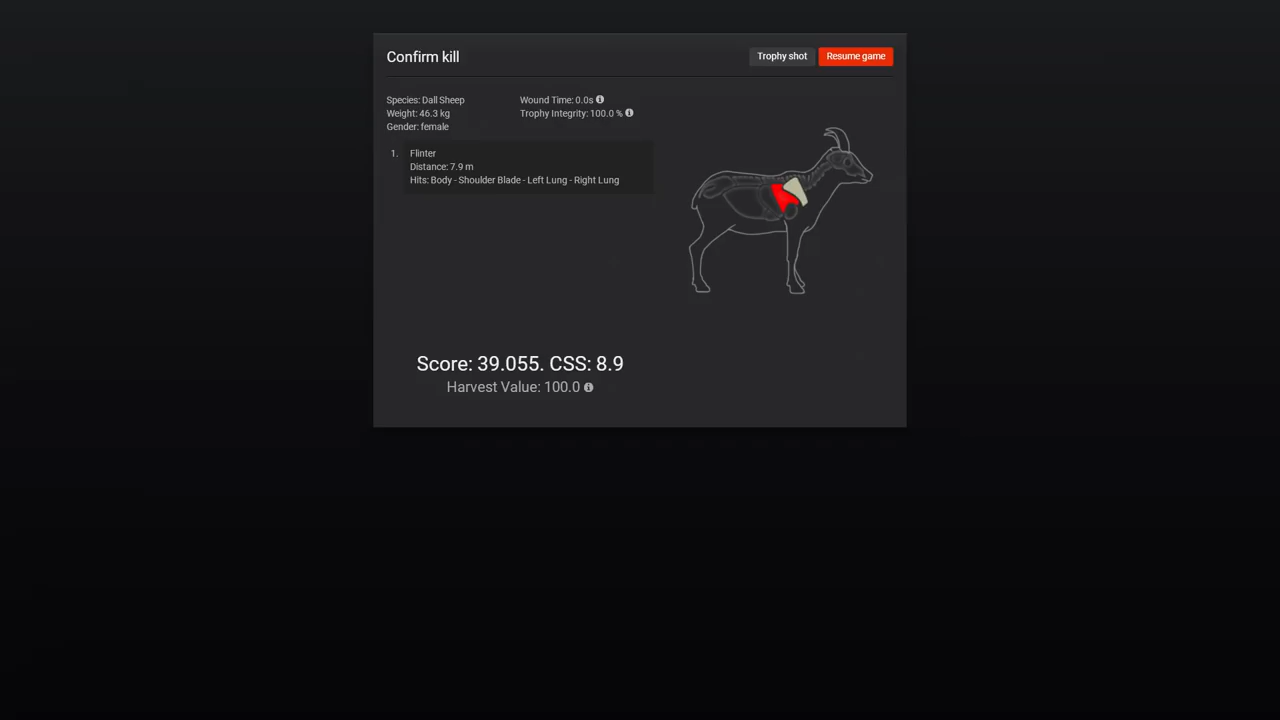 Confirm kill
Trophy shot
Resume game
Species: Dall Sheep
Weight: 46.3 kg
Gender: female
Wound Time: 0.0s
Trophy Integrity: 100.0 %
1.
Flinter
Distance: 7.9 m
Hits: Body - Shoulder Blade - Left Lung - Right Lung
Score: 39.055. CSS: 8.9
Harvest Value: 100.0